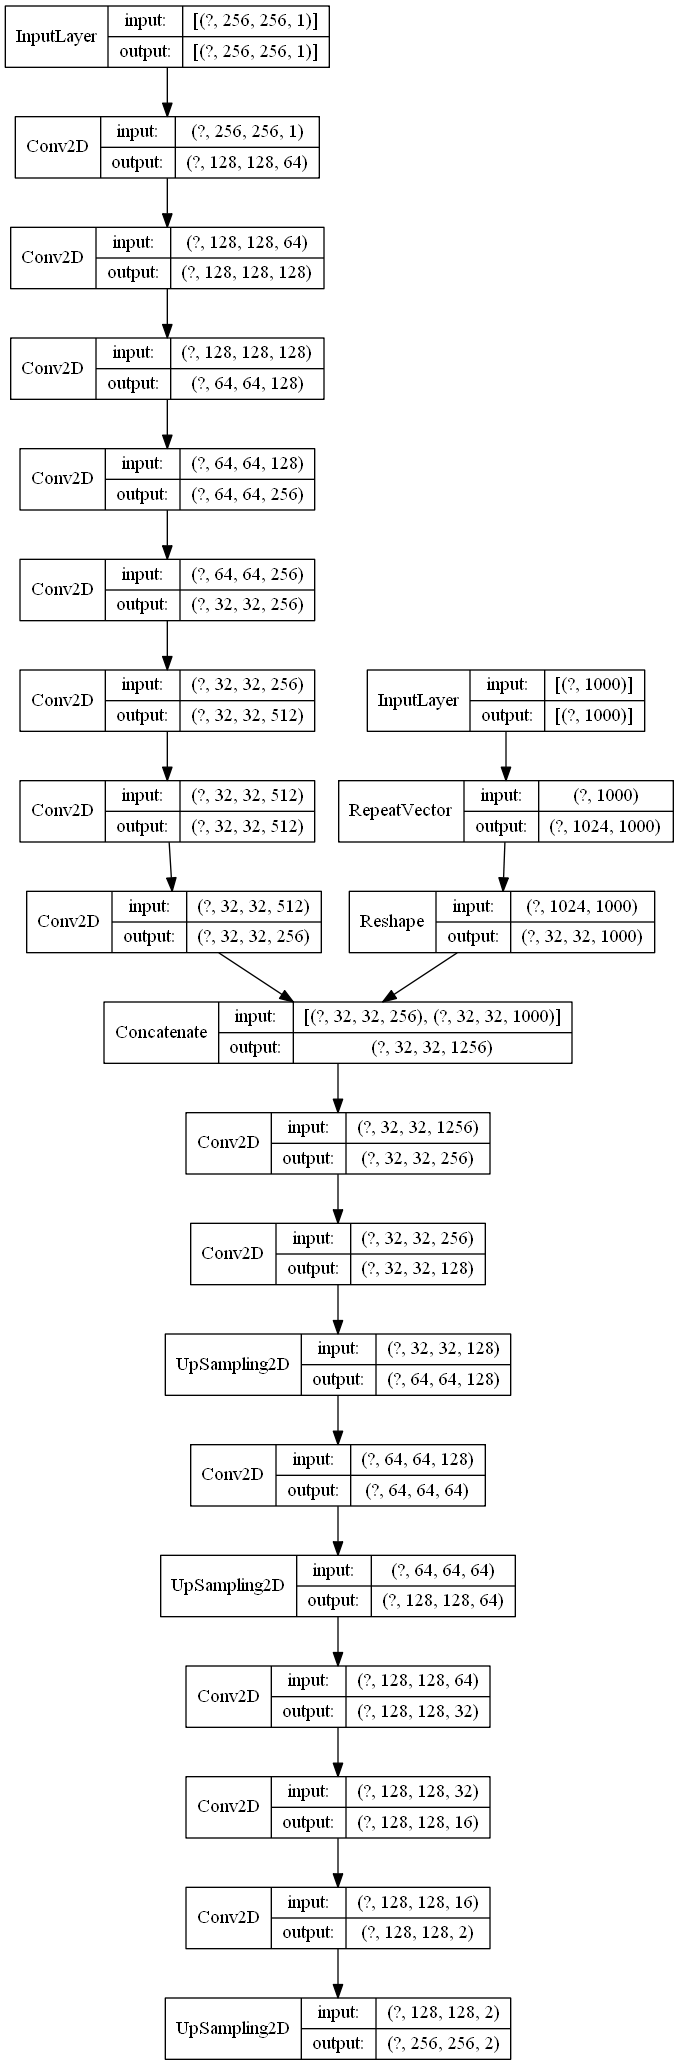 InputLayer input: [(?, 256, 256, 1)]
output: [(?, 256, 256, 1)]
Conv2D input: (?, 256, 256, 1)
output: (?, 128, 128, 64)
Conv2D input: (?, 128, 128, 64)
output: (?, 128, 128, 128)
Conv2D input: (?, 128, 128, 128)
output: (?, 64, 64, 128)
Conv2D input: (?, 64, 64, 128)
output: (?, 64, 64, 256)
Conv2D input: (?, 64, 64, 256)
output: (?, 32, 32, 256)
Conv2D input: (?, 32, 32, 256)
output: (?, 32, 32, 512)
InputLayer input: [(?, 1000)]
output: [(?, 1000)]
Conv2D input: (?, 32, 32, 512)
output: (?, 32, 32, 512)
RepeatVector input: (?, 1000)
output: (?, 1024, 1000)
Conv2D input: (?, 32, 32, 512)
output: (?, 32, 32, 256)
Reshape input: (?, 1024, 1000)
output: (?, 32, 32, 1000)
Concatenate input: [(?, 32, 32, 256), (?, 32, 32, 1000)]
output: (?, 32, 32, 1256)
Conv2D input: (?, 32, 32, 1256)
output: (?, 32, 32, 256)
Conv2D input: (?, 32, 32, 256)
output: (?, 32, 32, 128)
UpSampling2D input: (?, 32, 32, 128)
output: (?, 64, 64, 128)
Conv2D input: (?, 64, 64, 128)
output: (?, 64, 64, 64)
UpSampling2D input: (?, 64, 64, 64)
output: (?, 128, 128, 64)
Conv2D input: (?, 128, 128, 64)
output: (?, 128, 128, 32)
Conv2D input: (?, 128, 128, 32)
output: (?, 128, 128, 16)
Conv2D input: (?, 128, 128, 16)
output: (?, 128, 128, 2)
UpSampling2D input: (?, 128, 128, 2)
output: (?, 256, 256, 2)